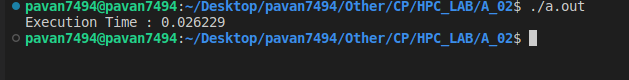 pavan7494@pavan7494:~/Desktop/pavan7494/Other/CP/HPC_LAB/A_02$ ./a.out
Execution Time : 0.026229
pavan7494@pavan7494:~/Desktop/pavan7494/Other/CP/HPC_LAB/A_02$